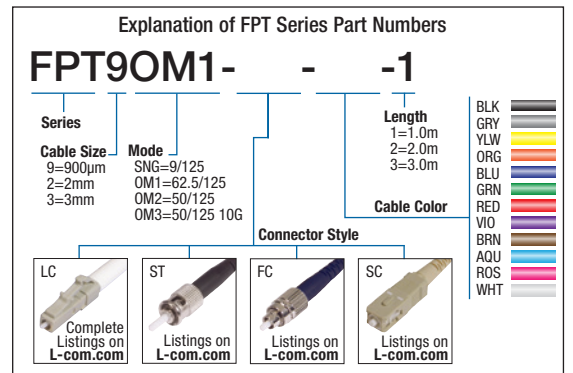 Explanation of FPT Series Part Numbers
FPT9OM1- - -1
Series
Cable Size
9=900µm
2=2mm
3=3mm
Mode
SNG=9/125
OM1=62.5/125
OM2=50/125
OM3=50/125 10G
Length
1=1.0m
2=2.0m
3=3.0m
Cable Color
BLK
GRY
YLW
ORG
BLU
GRN
RED
VIO
BRN
AQU
ROS
WHT
Connector Style
LC
Complete
Listings on
L-com.com
ST
Listings on
L-com.com
FC
Listings on
L-com.com
SC
Listings on
L-com.com